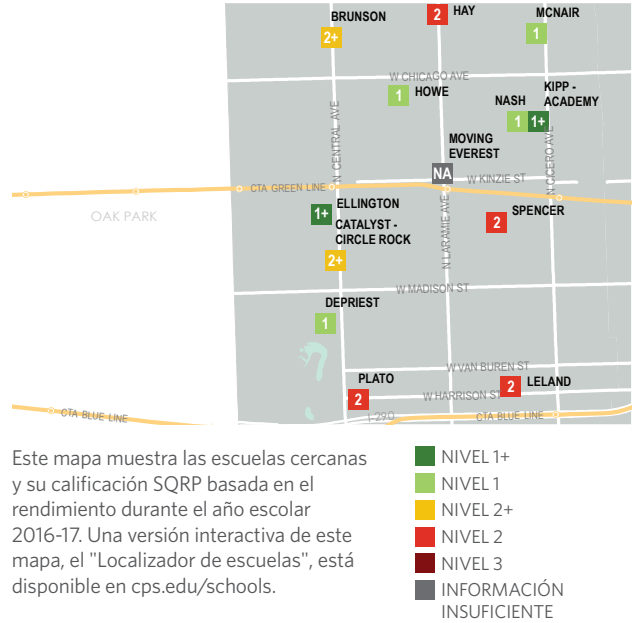 BRUNSON
2+
2
HAY
MCNAIR
1
W CHICAGO AVE
1
HOWE
KIPP -
ACADEMY
NASH
1
1+
N CENTRAL AVE
N CICERO AVE
MOVING
EVEREST
NA
W KINZIE ST
CTA GREEN LINE
OAK PARK
1+
ELLINGTON
CATALYST -
CIRCLE ROCK
2+
N LARAMIE AVE
2
SPENCER
W MADISON ST
DEPRIEST
1
W VAN BUREN ST
PLATO
2
2
LELAND
W HARRISON ST
I-290
CTA BLUE LINE
CTA BLUE LINE
Este mapa muestra las escuelas cercanas
y su calificación SQRP basada en el
rendimiento durante el año escolar
2016-17. Una versión interactiva de este
mapa, el "Localizador de escuelas", está
disponible en cps.edu/schools.
NIVEL 1+
NIVEL 1
NIVEL 2+
NIVEL 2
NIVEL 3
INFORMACIÓN
INSUFICIENTE